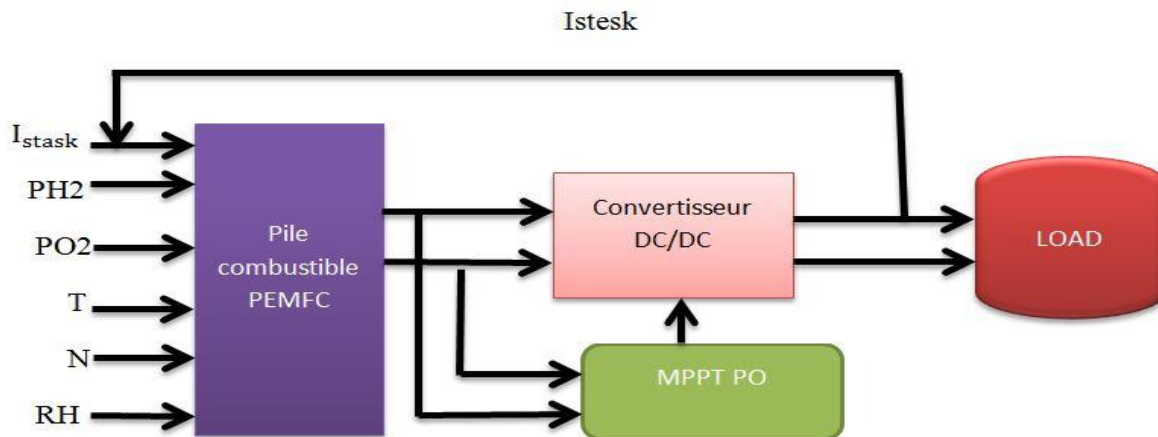 Istesk
Istask
PH2
PO2
T
N
RH
Pile
combustible
PEMFC
Convertisseur
DC/DC
MPPT PO
LOAD